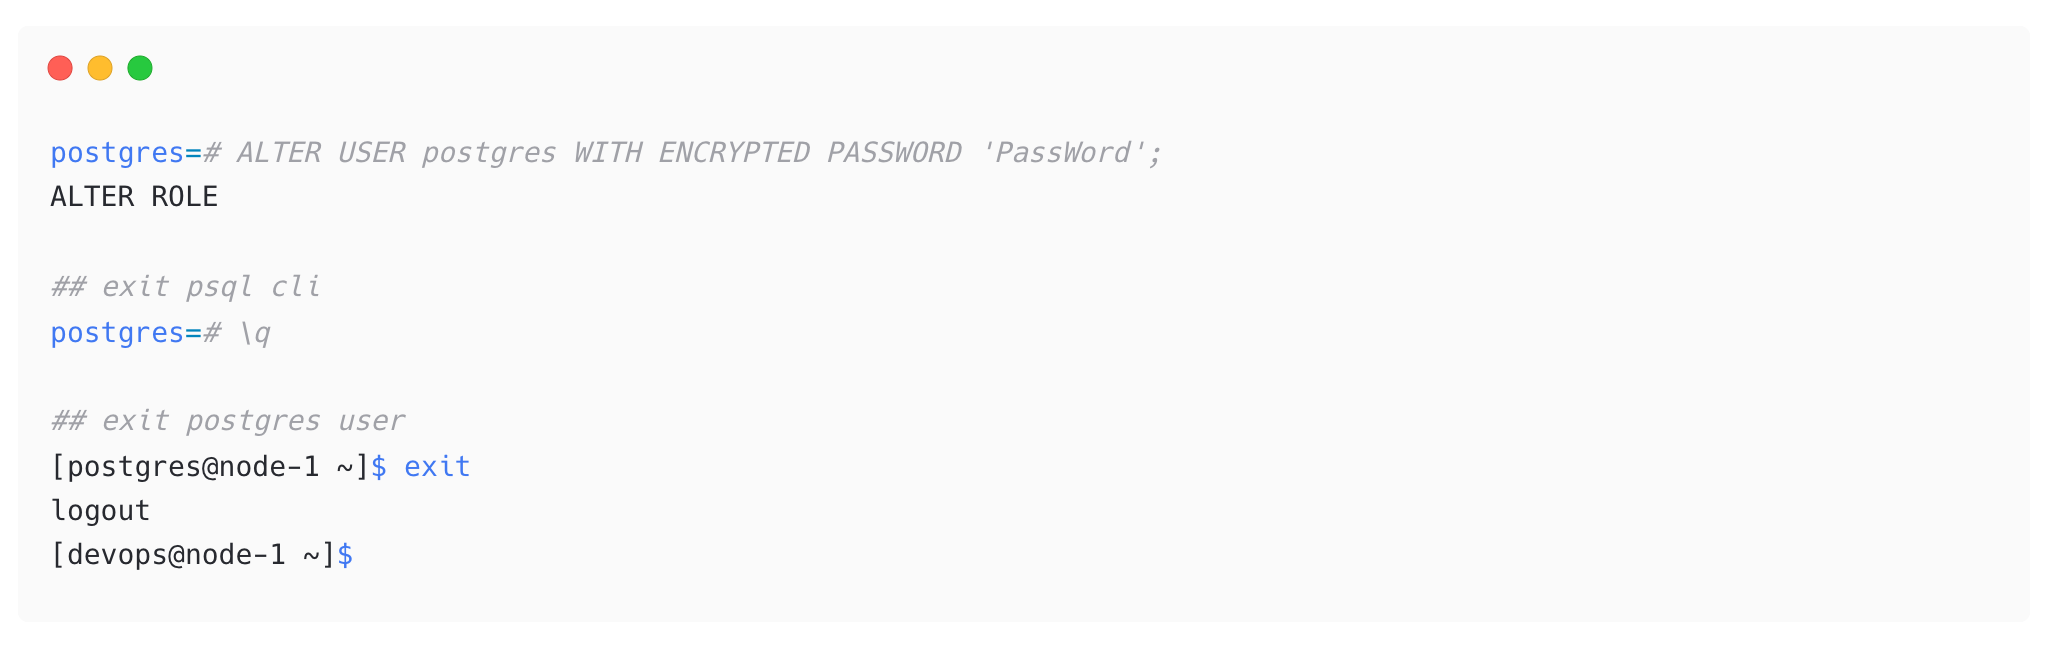 postgres=# ALTER USER postgres WITH ENCRYPTED PASSWORD 'PassWord';
ALTER ROLE
## exit psql cli
postgres=# \q
## exit postgres user
[postgres@node-1 ~]$ exit
logout
[devops@node-1 ~]$